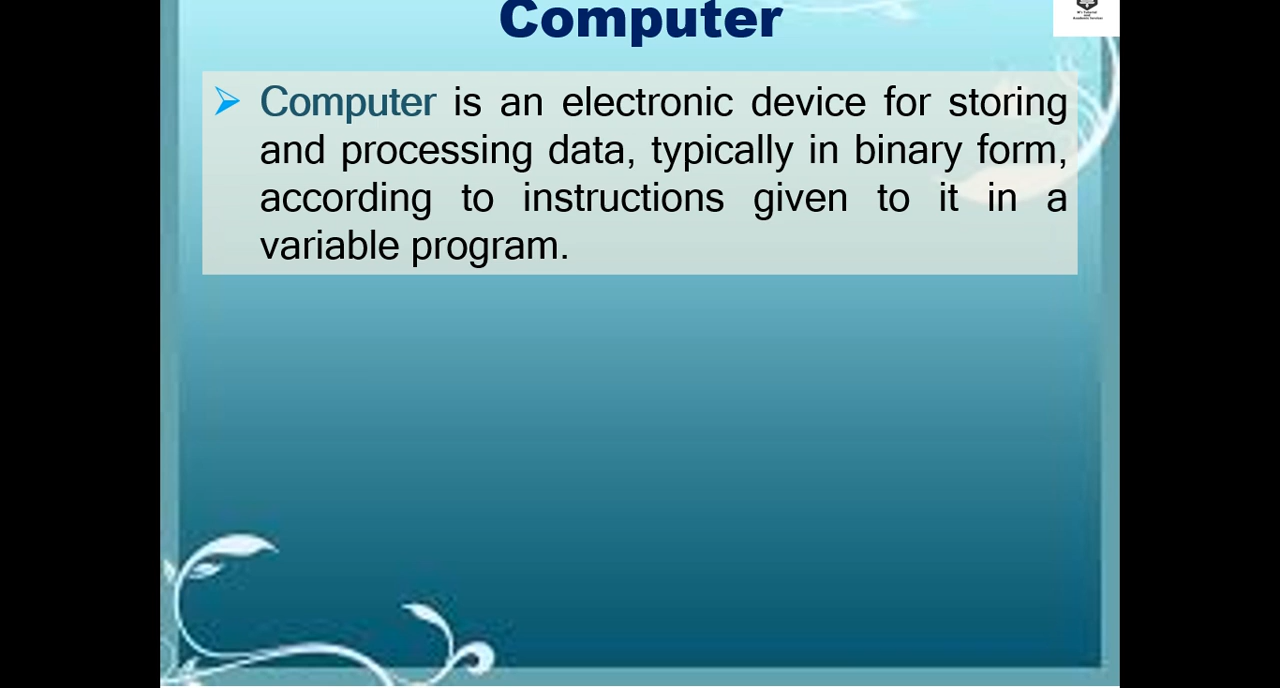 Computer
➢ Computer is an electronic device for storing
and processing data, typically in binary form,
according to instructions given to it in a
variable program.